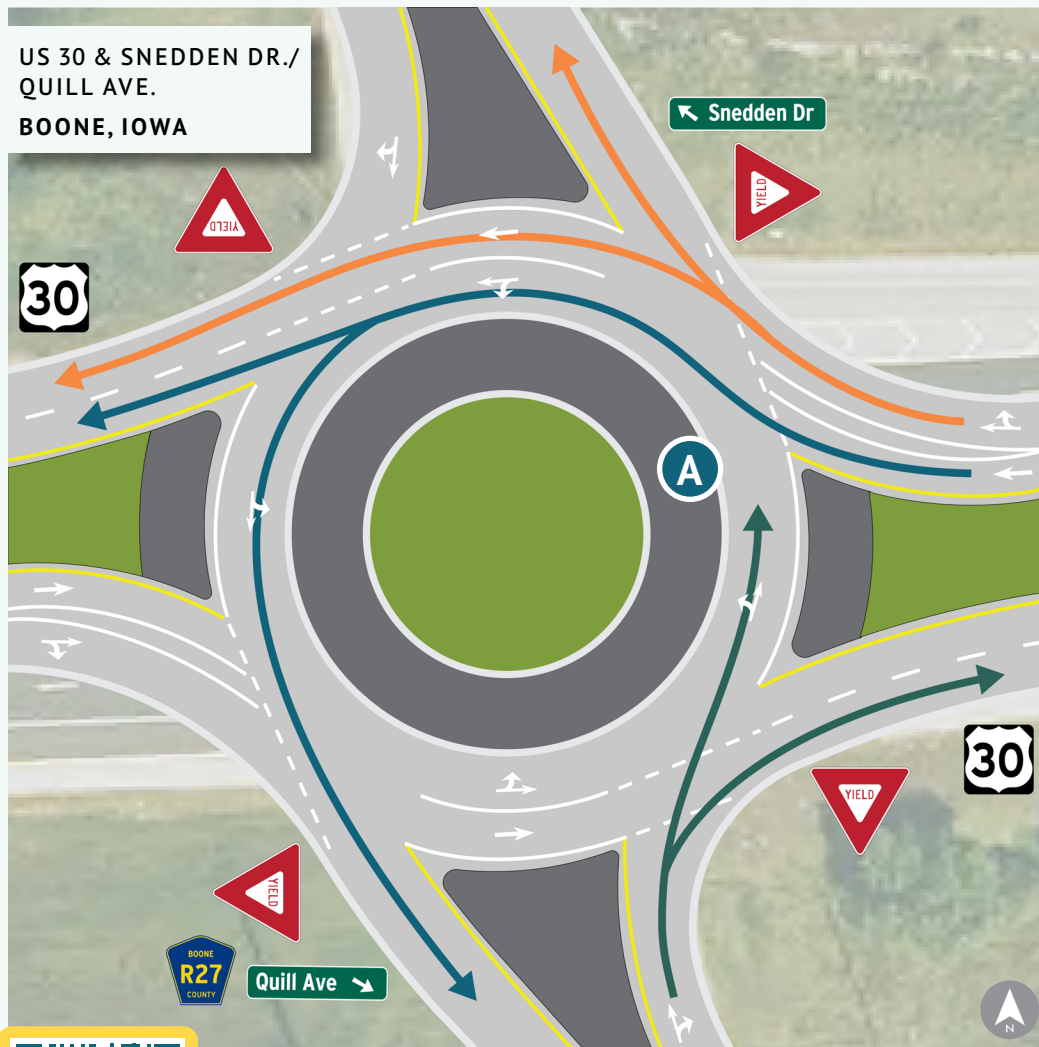 US 30 & SNEDDEN DR./
QUILL AVE.
BOONE, IOWA
Snedden Dr
YIELD
YIELD
30
A
30
YIELD
YIELD
BOONE
R27
COUNTY
Quill Ave
N